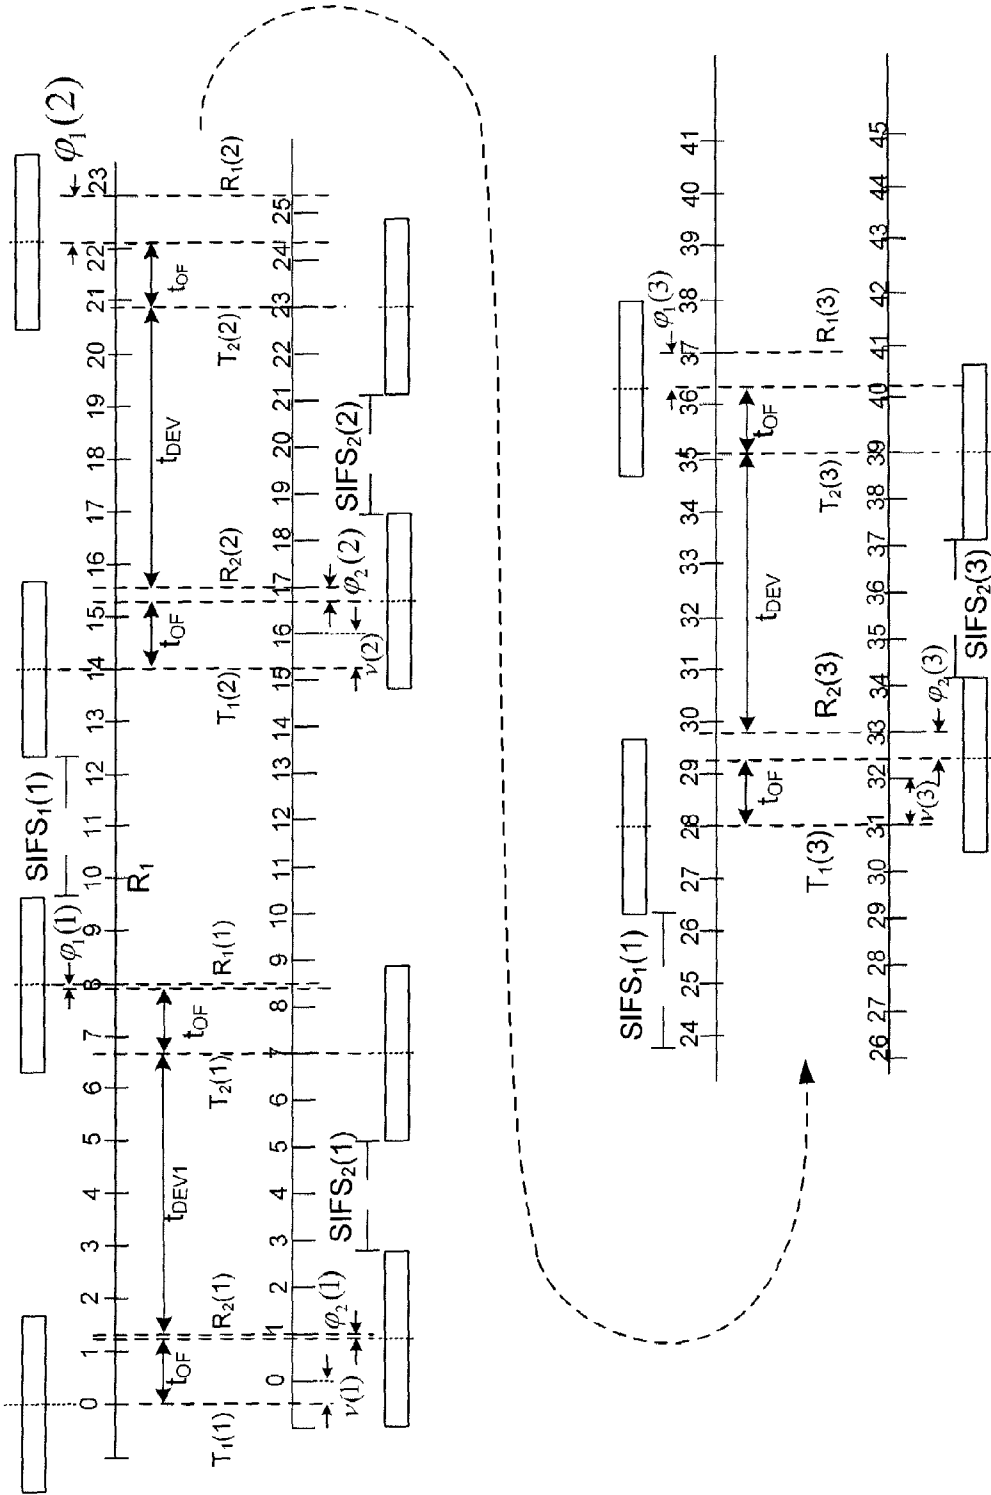 SIFS₁(1)
φ₁(1) φ₁(2)
0 1 2 3 4 5 6 7 8 9 10 11 12 13 14 15 16 17 18 19 20 21 22 23
R₁
tOF tDEV1 tOF tOF tDEV tOF
T₁(1) R₂(1) T₂(1) R₁(1) T₁(2) R₂(2) T₂(2) R₁(2)
0 1 2 3 4 5 6 7 8 9 10 11 12 13 14 15 16 17 18 19 20 21 22 23 24 25
ν(1) φ₂(1) SIFS₂(1) ν(2) φ₂(2) SIFS₂(2)
SIFS₁(1) φ₁(3)
24 25 26 27 28 29 30 31 32 33 34 35 36 37 38 39 40 41
tOF tDEV tOF
T₁(3) R₂(3) T₂(3) R₁(3)
26 27 28 29 30 31 32 33 34 35 36 37 38 39 40 41 42 43 44 45
ν(3) φ₂(3) SIFS₂(3)